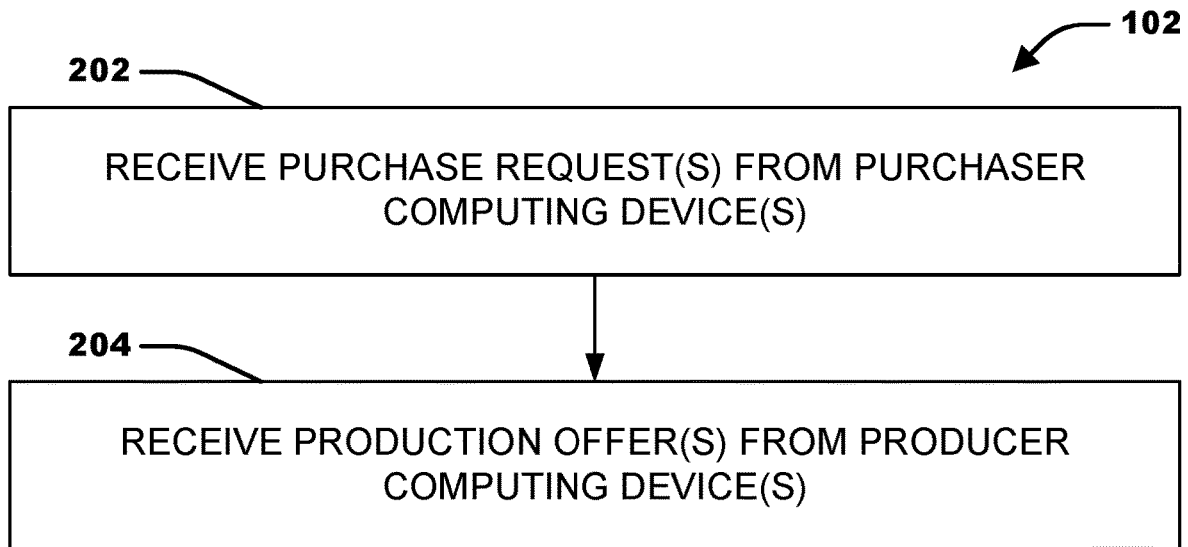 102
202
RECEIVE PURCHASE REQUEST(S) FROM PURCHASER
COMPUTING DEVICE(S)
204
RECEIVE PRODUCTION OFFER(S) FROM PRODUCER
COMPUTING DEVICE(S)